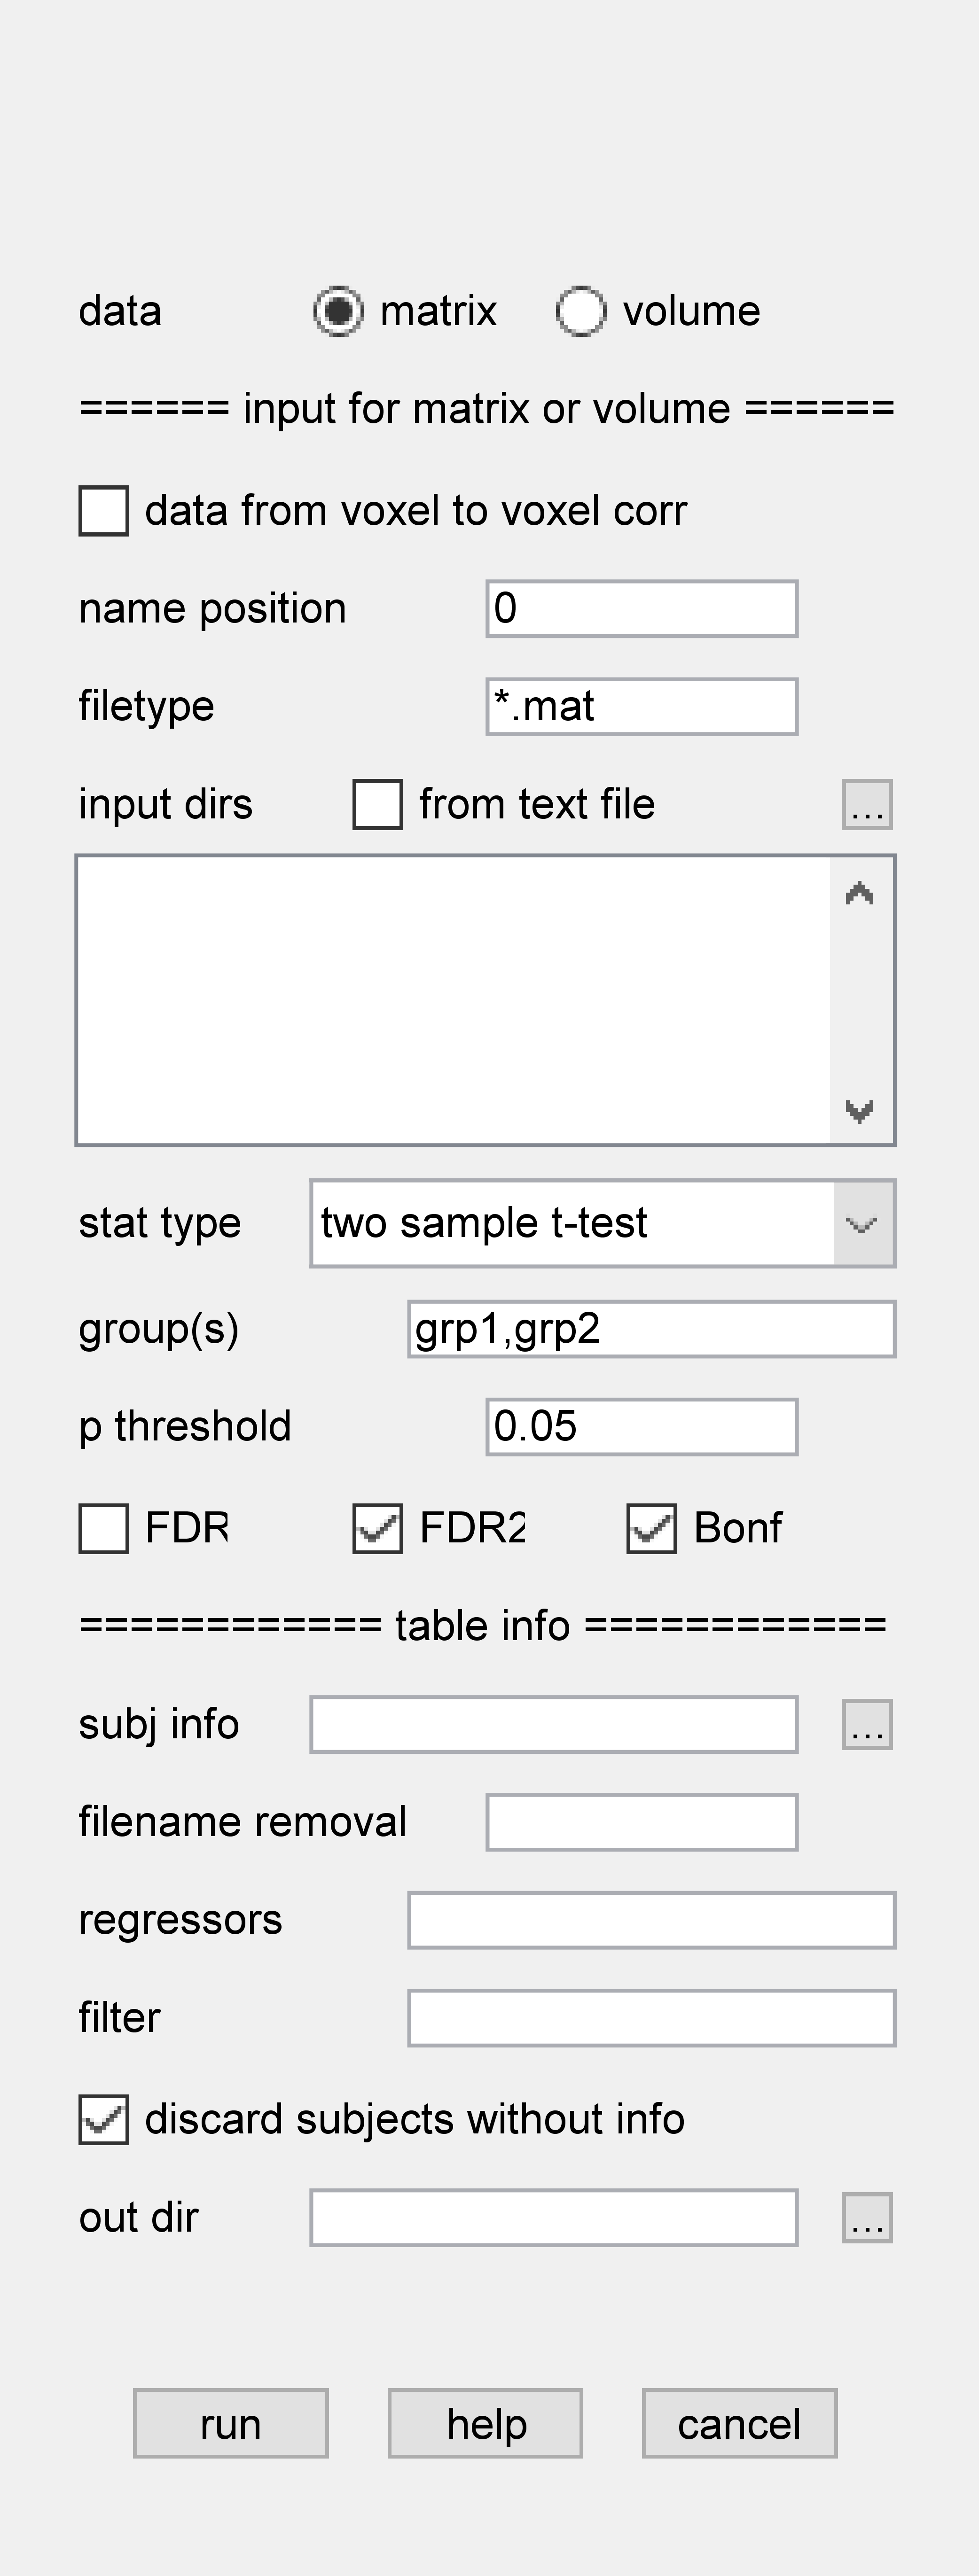 data matrix volume
====== input for matrix or volume ======
data from voxel to voxel corr
name position 0
filetype *.mat
input dirs from text file ...
stat type two sample t-test
group(s) grp1,grp2
p threshold 0.05
FDR FDR2 Bonf
============ table info ============
subj info ...
filename removal
regressors
filter
discard subjects without info
out dir ...
run help cancel